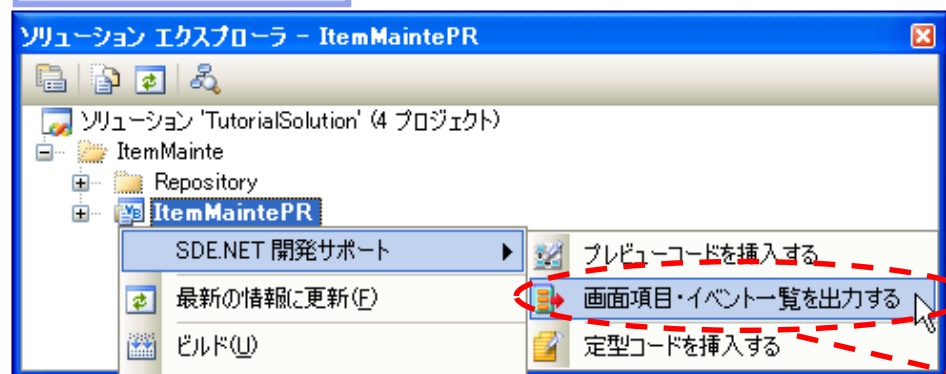 ソリューション エクスプローラ - ItemMaintePR
ソリューション 'TutorialSolution' (4 プロジェクト)
ItemMainte
Repository
ItemMaintePR
SDE.NET 開発サポート
プレビューコードを挿入する
最新の情報に更新(F)
画面項目・イベント一覧を出力する
ビルド(U)
定型コードを挿入する